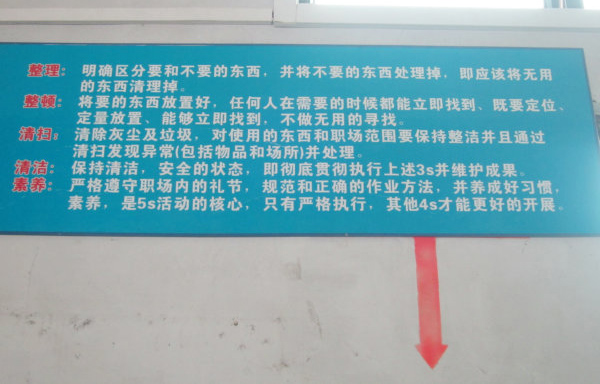 整理：明确区分要和不要的东西，并将不要的东西处理掉，即应该将无用
的东西清理掉。
整顿：将要的东西放置好，任何人在需要的时候都能立即找到、既要定位、
定量放置、能够立即找到，不做无用的寻找。
清扫：清除灰尘及垃圾，对使用的东西和职场范围要保持整洁并且通过
清扫发现异常(包括物品和场所)并处理。
清洁：保持清洁，安全的状态，即彻底贯彻执行上述3s并维护成果。
素养：严格遵守职场内的礼节，规范和正确的作业方法，并养成好习惯，
素养，是5s活动的核心，只有严格执行，其他4s才能更好的开展。